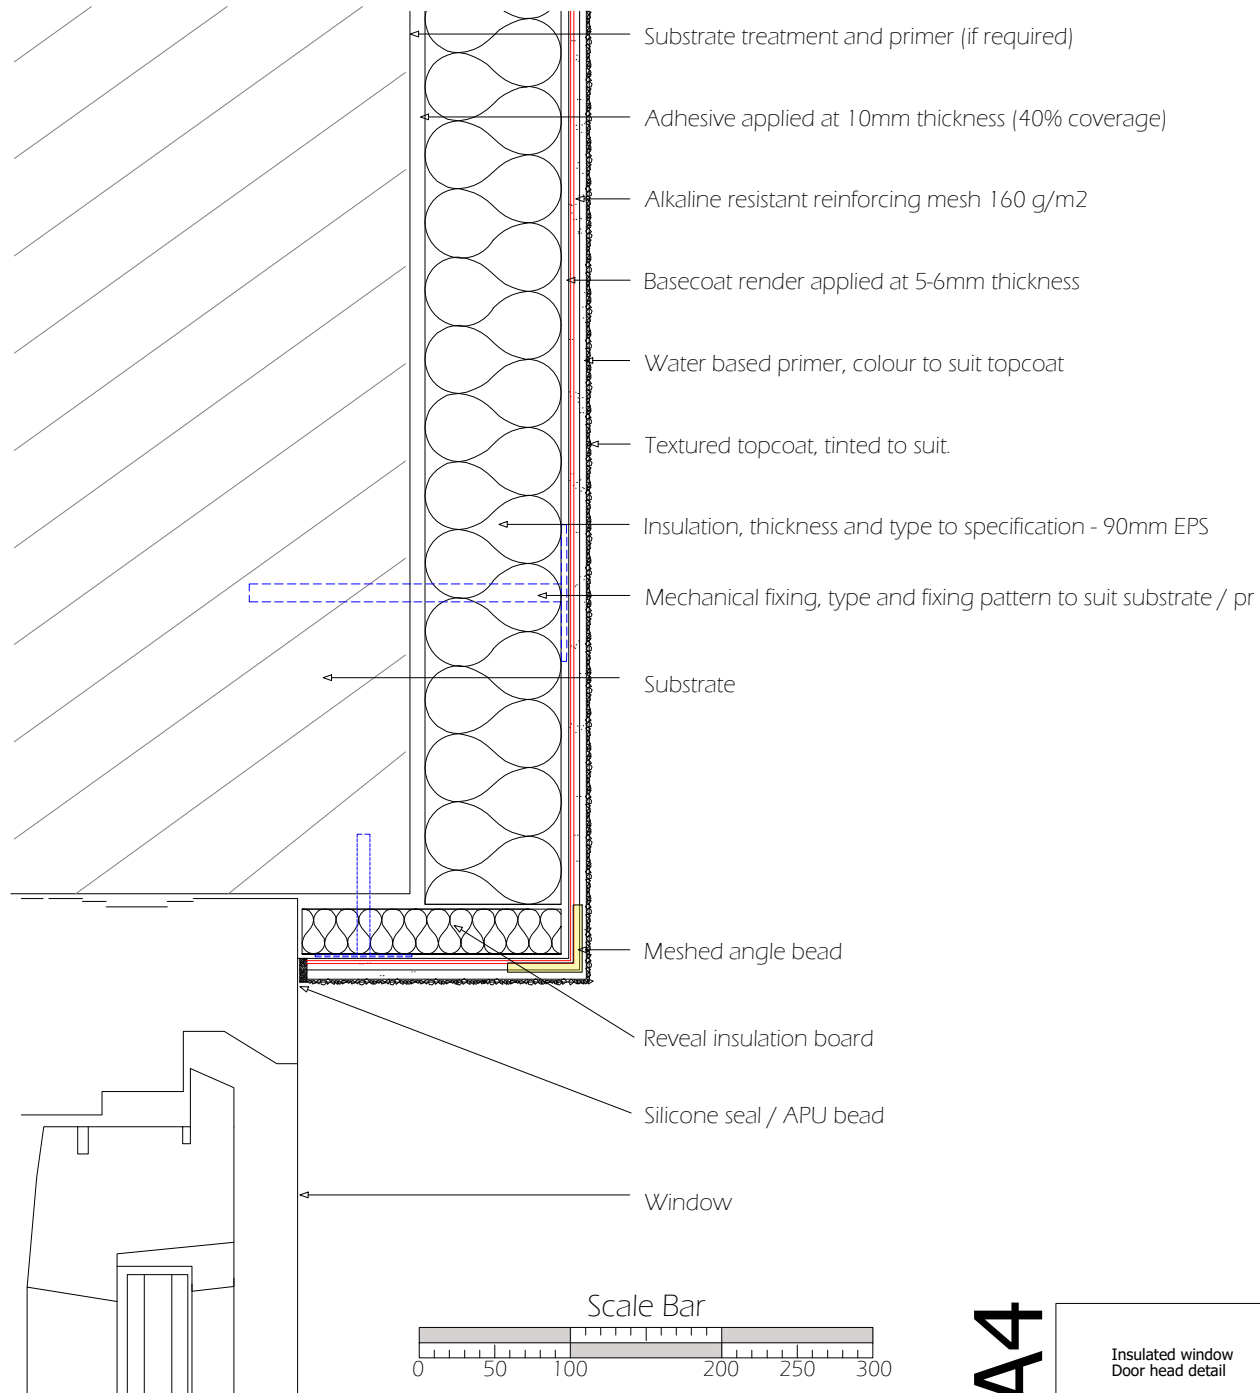 Substrate treatment and primer (if required)
Adhesive applied at 10mm thickness (40% coverage)
Alkaline resistant reinforcing mesh 160 g/m2
Basecoat render applied at 5-6mm thickness
Water based primer, colour to suit topcoat
Textured topcoat, tinted to suit.
Insulation, thickness and type to specification - 90mm EPS
Mechanical fixing, type and fixing pattern to suit substrate / pr
Substrate
Meshed angle bead
Reveal insulation board
Silicone seal / APU bead
Window
Scale Bar
0 50 100 200 250 300
A4
Insulated window
Door head detail